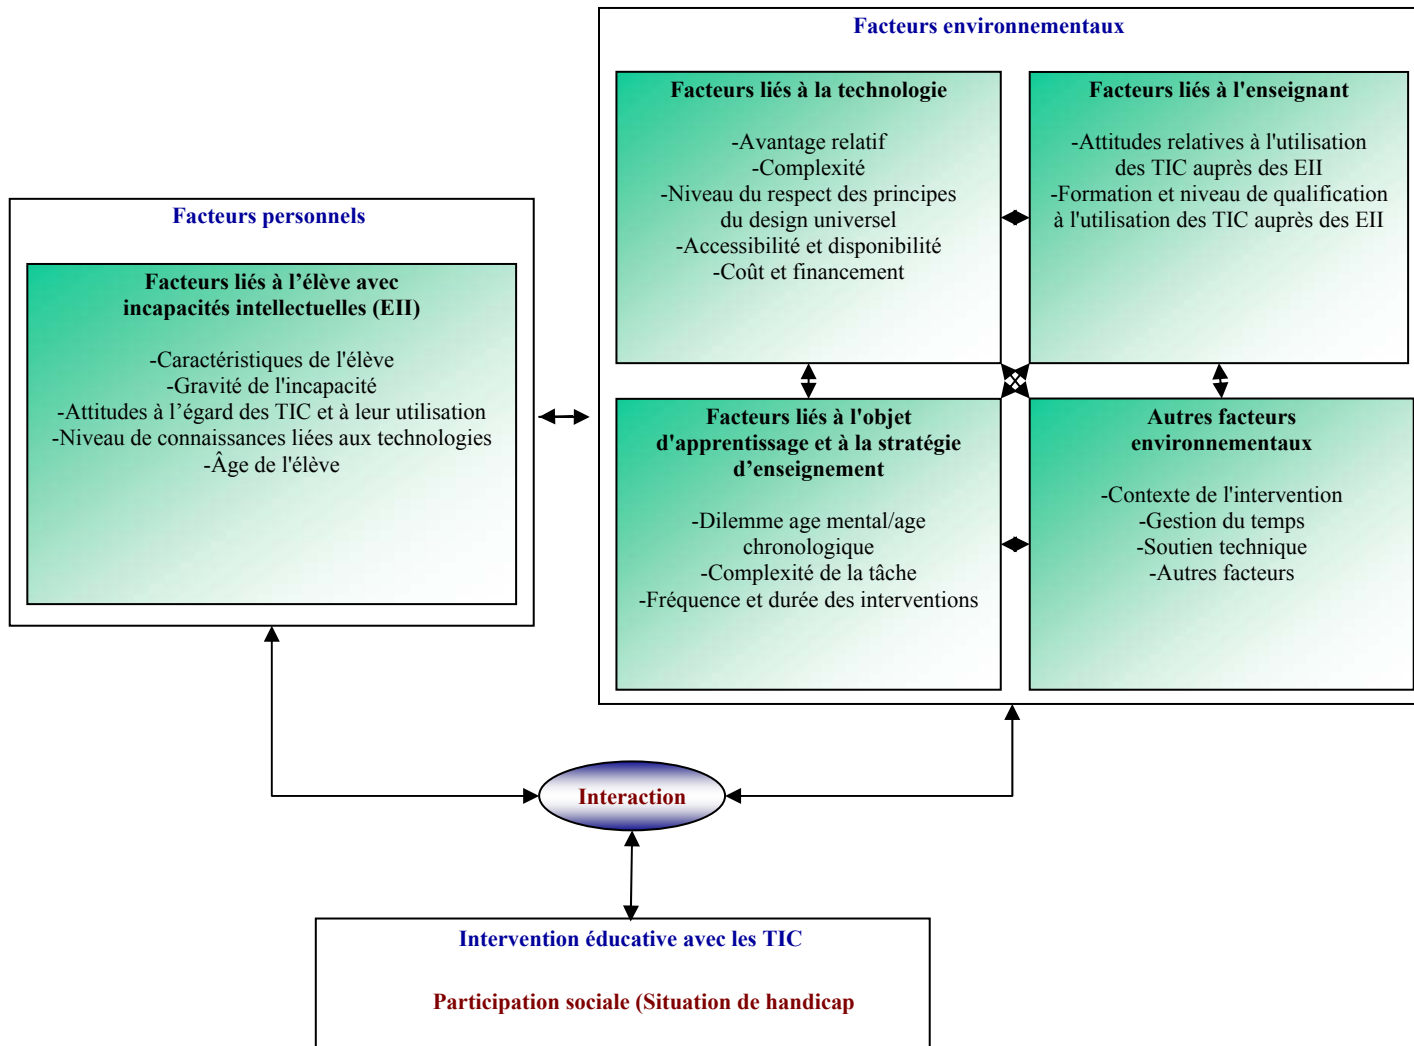 Facteurs environnementaux
Facteurs liés à la technologie
-Avantage relatif
-Complexité
-Niveau du respect des principes
du design universel
-Accessibilité et disponibilité
-Coût et financement
Facteurs liés à l'enseignant
-Attitudes relatives à l'utilisation
des TIC auprès des EII
-Formation et niveau de qualification
à l'utilisation des TIC auprès des EII
Facteurs personnels
Facteurs liés à l’élève avec
incapacités intellectuelles (EII)
-Caractéristiques de l'élève
-Gravité de l'incapacité
-Attitudes à l’égard des TIC et à leur utilisation
-Niveau de connaissances liées aux technologies
-Âge de l'élève
Facteurs liés à l'objet
d'apprentissage et à la stratégie
d’enseignement
-Dilemme age mental/age
chronologique
-Complexité de la tâche
-Fréquence et durée des interventions
Autres facteurs
environnementaux
-Contexte de l'intervention
-Gestion du temps
-Soutien technique
-Autres facteurs
Interaction
Intervention éducative avec les TIC
Participation sociale (Situation de handicap